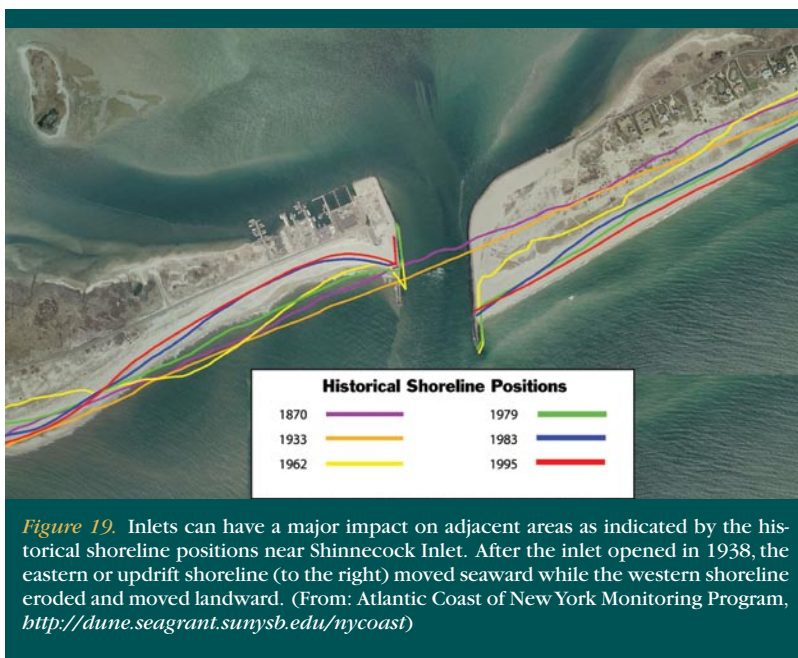 Historical Shoreline Positions
1870
1933
1962
1979
1983
1995
Figure 19. Inlets can have a major impact on adjacent areas as indicated by the his-
torical shoreline positions near Shinnecock Inlet. After the inlet opened in 1938, the
eastern or updrift shoreline (to the right) moved seaward while the western shoreline
eroded and moved landward. (From: Atlantic Coast of New York Monitoring Program,
http://dune.seagrant.sunysb.edu/nycoast)